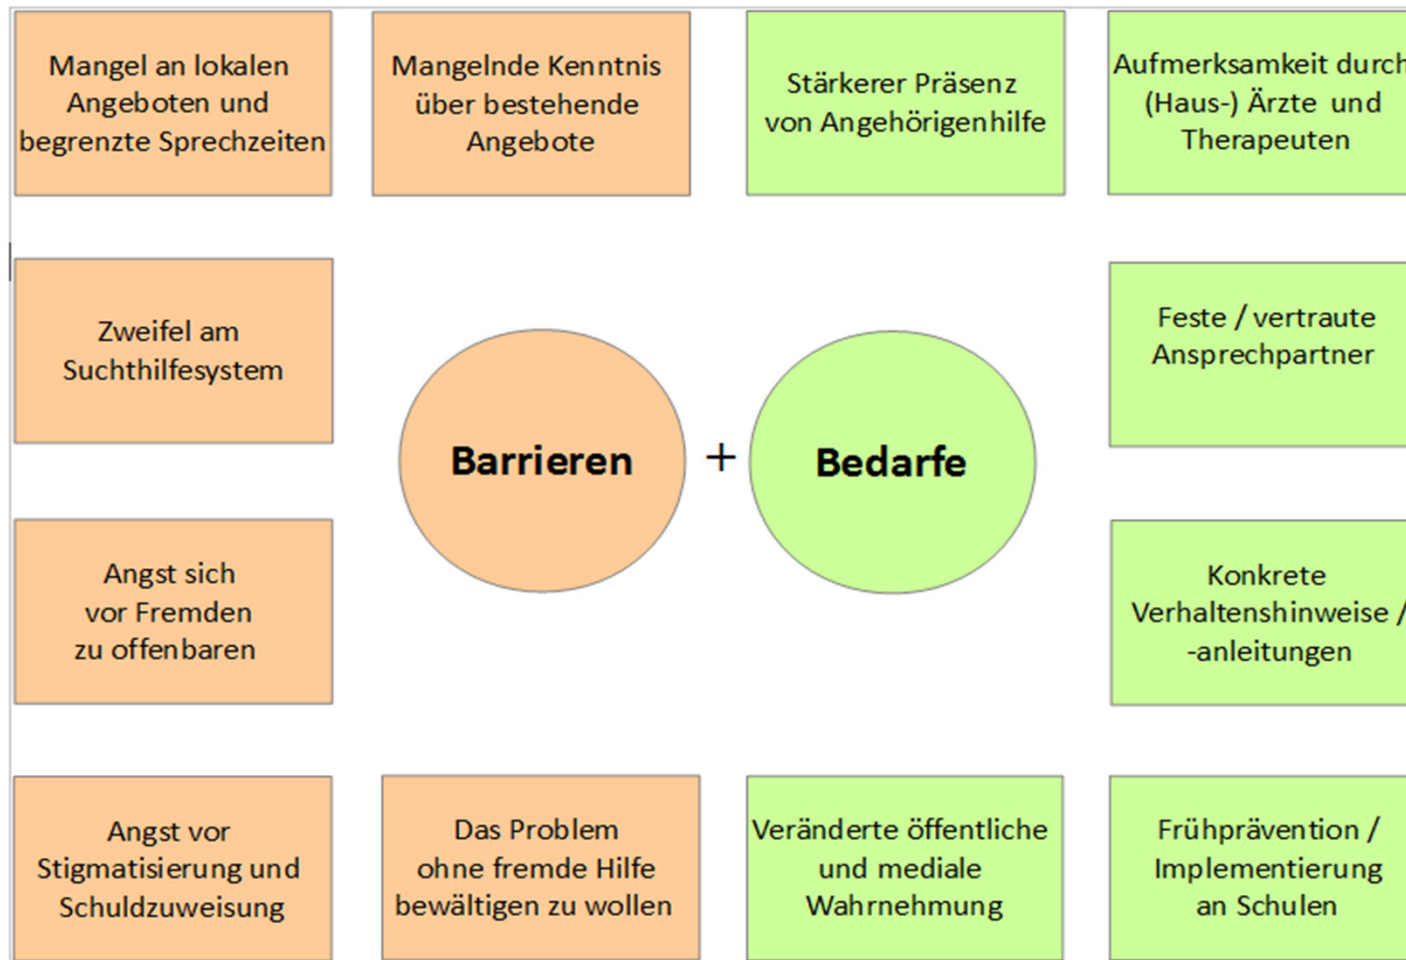 Mangel an lokalen
Angeboten und
begrenzte Sprechzeiten
Mangelnde Kenntnis
über bestehende
Angebote
Stärkerer Präsenz
von Angehörigenhilfe
Aufmerksamkeit durch
(Haus-) Ärzte und
Therapeuten
Zweifel am
Suchthilfesystem
Feste / vertraute
Ansprechpartner
Barrieren
+
Bedarfe
Angst sich
vor Fremden
zu offenbaren
Konkrete
Verhaltenshinweise /
-anleitungen
Angst vor
Stigmatisierung und
Schuldzuweisung
Das Problem
ohne fremde Hilfe
bewältigen zu wollen
Veränderte öffentliche
und mediale
Wahrnehmung
Frühprävention /
Implementierung
an Schulen